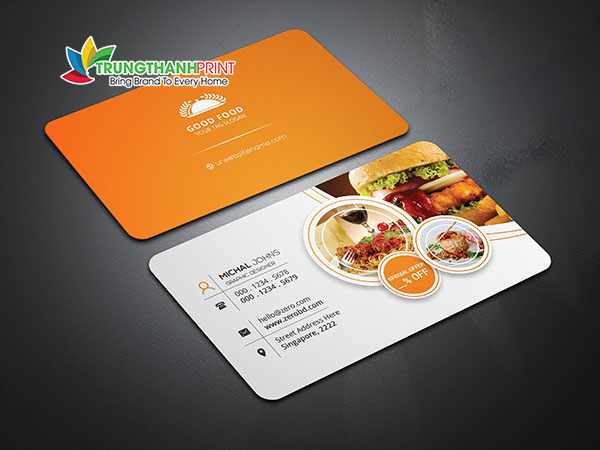 TRUNGTHANHPRINT
Bring Brand To Every Home
GOOD FOOD
YOUR TAG SLOGAN
urwebsitename.com
MICHAL JOHNS
GRAPHIC DESIGNER
000 . 1234 . 5678
000 . 1234 . 5679
hello@zero.com
www.zerobd.com
Street Address Here
Singapore, 2222
SPECIAL OFFER
__% OFF